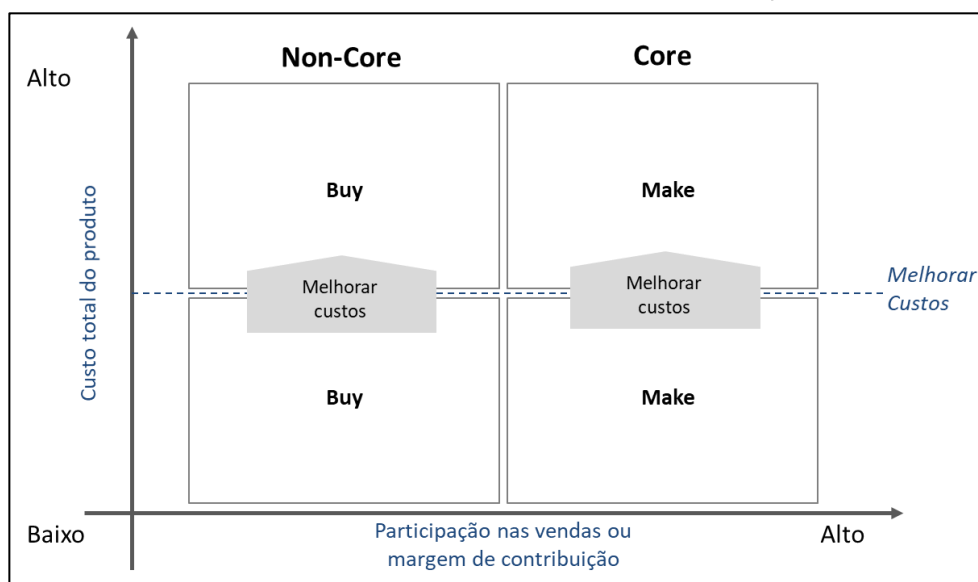 Non-Core
Core
Alto
Buy
Make
Custo total do produto
Melhorar
custos
Melhorar
custos
Melhorar
Custos
Buy
Make
Baixo
Participação nas vendas ou
margem de contribuição
Alto